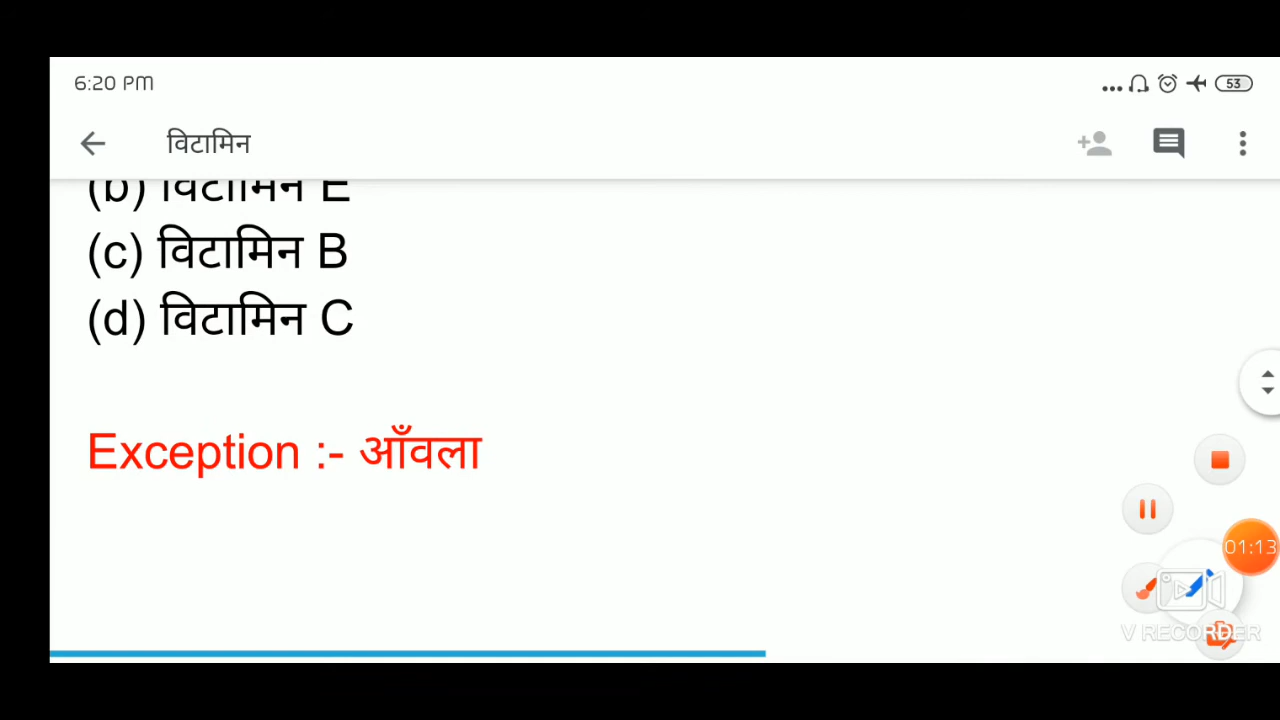 6:20 PM
53
विटामिन
(b) विटामिन E
(c) विटामिन B
(d) विटामिन C
Exception :- आँवला
01:13
V RECORDER